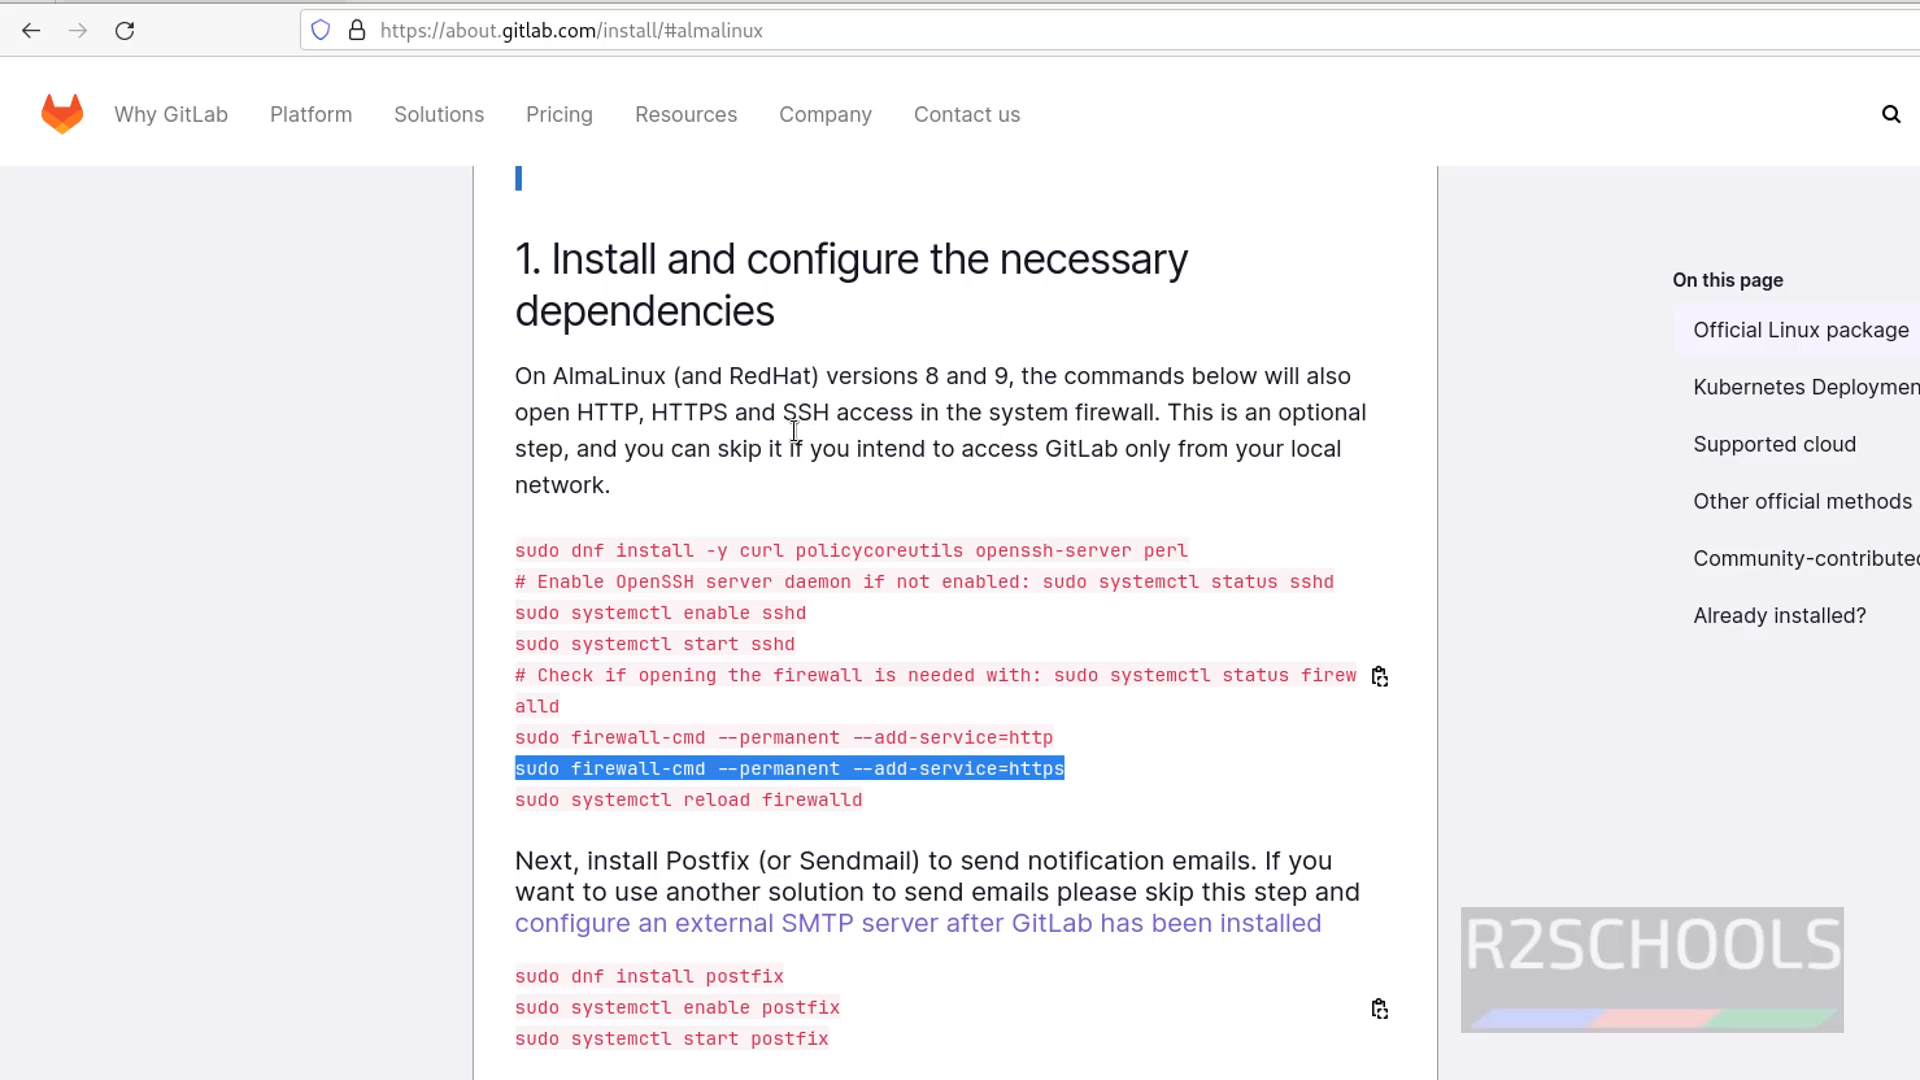 https://about.gitlab.com/install/#almalinux
Why GitLab Platform Solutions Pricing Resources Company Contact us
1. Install and configure the necessary
dependencies
On AlmaLinux (and RedHat) versions 8 and 9, the commands below will also
open HTTP, HTTPS and SSH access in the system firewall. This is an optional
step, and you can skip it if you intend to access GitLab only from your local
network.
sudo dnf install -y curl policycoreutils openssh-server perl
# Enable OpenSSH server daemon if not enabled: sudo systemctl status sshd
sudo systemctl enable sshd
sudo systemctl start sshd
# Check if opening the firewall is needed with: sudo systemctl status firew
alld
sudo firewall-cmd --permanent --add-service=http
sudo firewall-cmd --permanent --add-service=https
sudo systemctl reload firewalld
Next, install Postfix (or Sendmail) to send notification emails. If you
want to use another solution to send emails please skip this step and
configure an external SMTP server after GitLab has been installed
sudo dnf install postfix
sudo systemctl enable postfix
sudo systemctl start postfix
On this page
Official Linux package
Kubernetes Deploymen
Supported cloud
Other official methods
Community-contributed
Already installed?
R2SCHOOLS